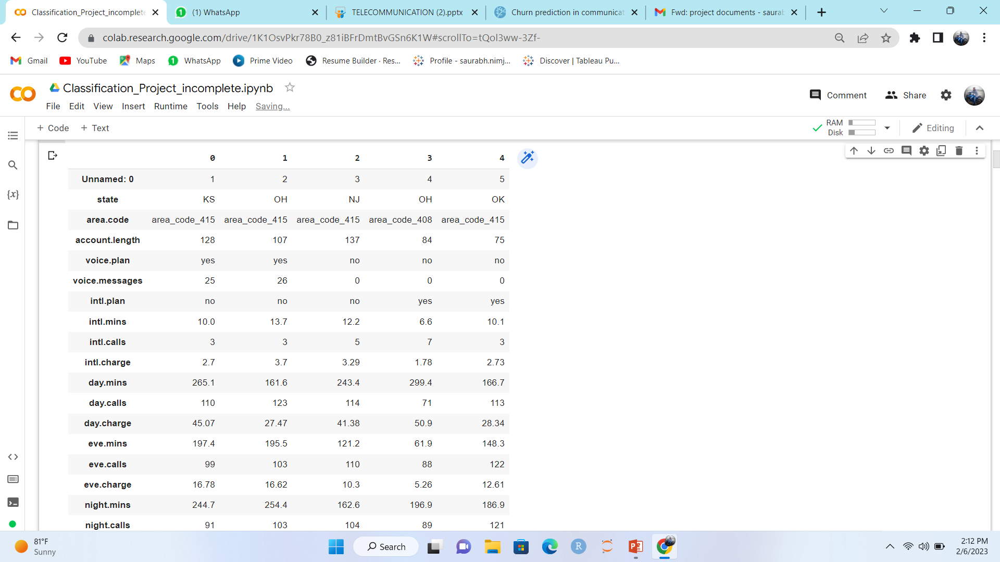 Classification_Project_incomplete
(1) WhatsApp
TELECOMMUNICATION (2).pptx
Churn prediction in communicat
Fwd: project documents - saurab
colab.research.google.com/drive/1K1OsvPkr78B0_z81iBFrDmtBvGSn6K1W#scrollTo=tQol3ww-3Zf-
Gmail YouTube Maps WhatsApp Prime Video Resume Builder · Res... Profile - saurabh.nimj... Discover | Tableau Pu...
Classification_Project_incomplete.ipynb
Comment Share
File Edit View Insert Runtime Tools Help Saving...
+ Code + Text
RAM
Disk
Editing
0 1 2 3 4
Unnamed: 0 1 2 3 4 5
state KS OH NJ OH OK
area.code area_code_415 area_code_415 area_code_415 area_code_408 area_code_415
account.length 128 107 137 84 75
voice.plan yes yes no no no
voice.messages 25 26 0 0 0
intl.plan no no no yes yes
intl.mins 10.0 13.7 12.2 6.6 10.1
intl.calls 3 3 5 7 3
intl.charge 2.7 3.7 3.29 1.78 2.73
day.mins 265.1 161.6 243.4 299.4 166.7
day.calls 110 123 114 71 113
day.charge 45.07 27.47 41.38 50.9 28.34
eve.mins 197.4 195.5 121.2 61.9 148.3
eve.calls 99 103 110 88 122
eve.charge 16.78 16.62 10.3 5.26 12.61
night.mins 244.7 254.4 162.6 196.9 186.9
night.calls 91 103 104 89 121
81°F
Sunny
Search
2:12 PM
2/6/2023